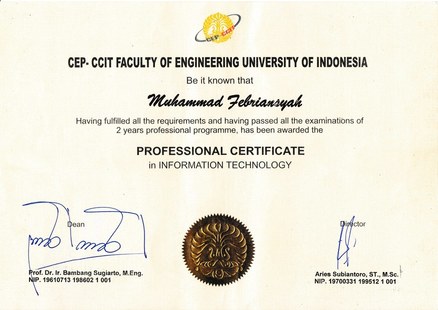 CEP CCIT
CEP- CCIT FACULTY OF ENGINEERING UNIVERSITY OF INDONESIA
Be it known that
Muhammad Febriansyah
Having fulfilled all the requirements and having passed all the examinations of
2 years professional programme, has been awarded the
PROFESSIONAL CERTIFICATE
in INFORMATION TECHNOLOGY
Dean
Director
Prof. Dr. Ir. Bambang Sugiarto, M.Eng.
NIP. 19610713 198602 1 001
Aries Subiantoro, ST., M.Sc.
NIP. 19700331 199512 1 001